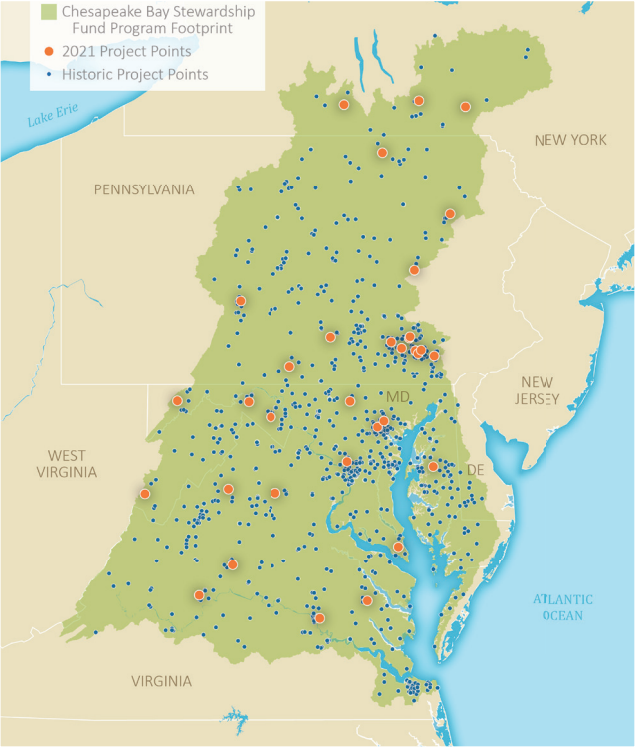 Chesapeake Bay Stewardship
Fund Program Footprint
2021 Project Points
Historic Project Points
Lake Erie
NEW YORK
PENNSYLVANIA
NEW
JERSEY
MD
WEST
VIRGINIA
DE
ATLANTIC
OCEAN
VIRGINIA